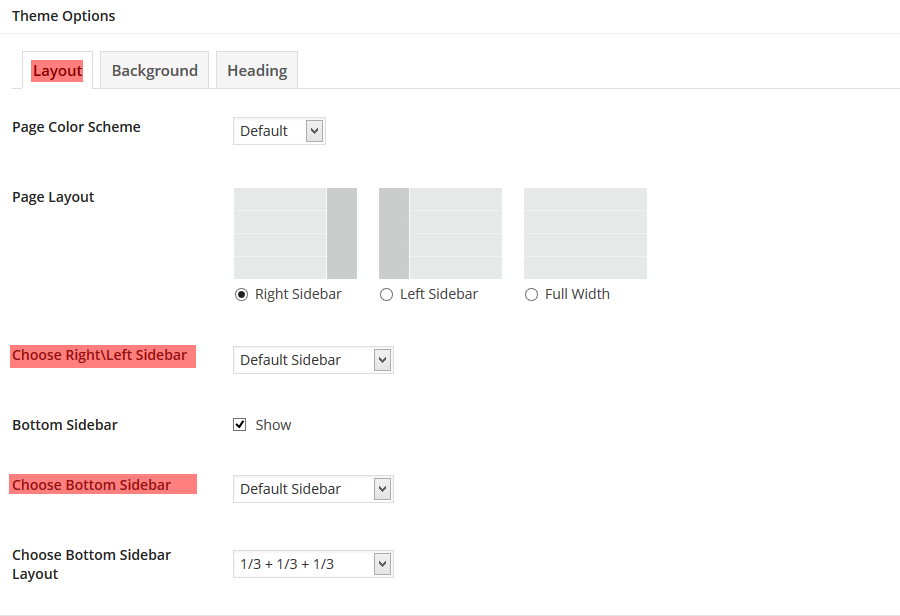 Theme Options
Layout
Background
Heading
Page Color Scheme
Default
Page Layout
Right Sidebar
Left Sidebar
Full Width
Choose Right\Left Sidebar
Default Sidebar
Bottom Sidebar
Show
Choose Bottom Sidebar
Default Sidebar
Choose Bottom Sidebar
Layout
1/3 + 1/3 + 1/3